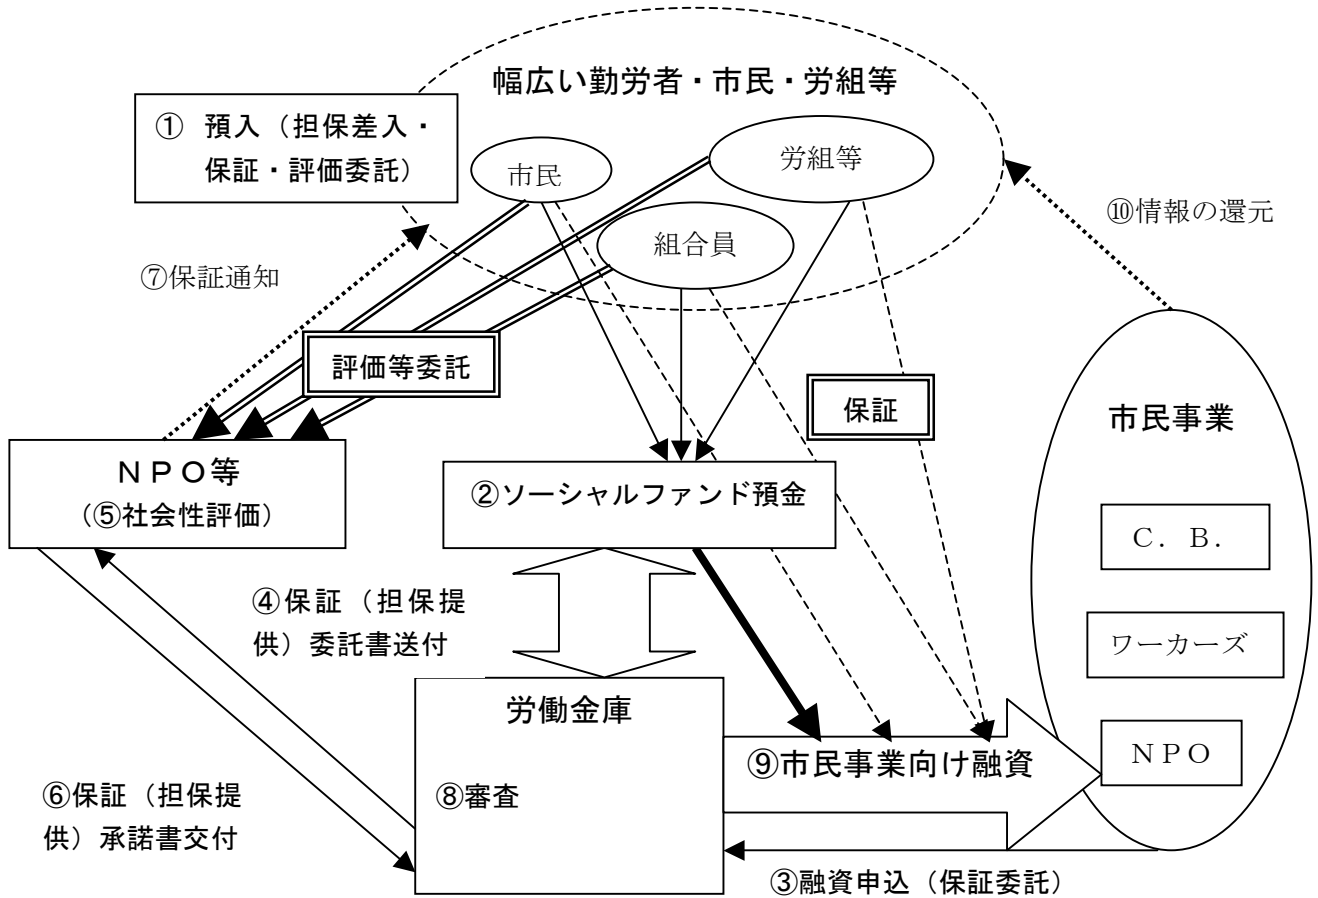 幅広い勤労者・市民・労組等
① 預入（担保差入・
保証・評価委託）
市民
労組等
組合員
⑩情報の還元
⑦保証通知
評価等委託
保証
市民事業
ＮＰＯ等
（⑤社会性評価）
②ソーシャルファンド預金
Ｃ．Ｂ．
④保証（担保提
供）委託書送付
ワーカーズ
労働金庫
ＮＰＯ
⑨市民事業向け融資
⑧審査
⑥保証（担保提
供）承諾書交付
③融資申込（保証委託）